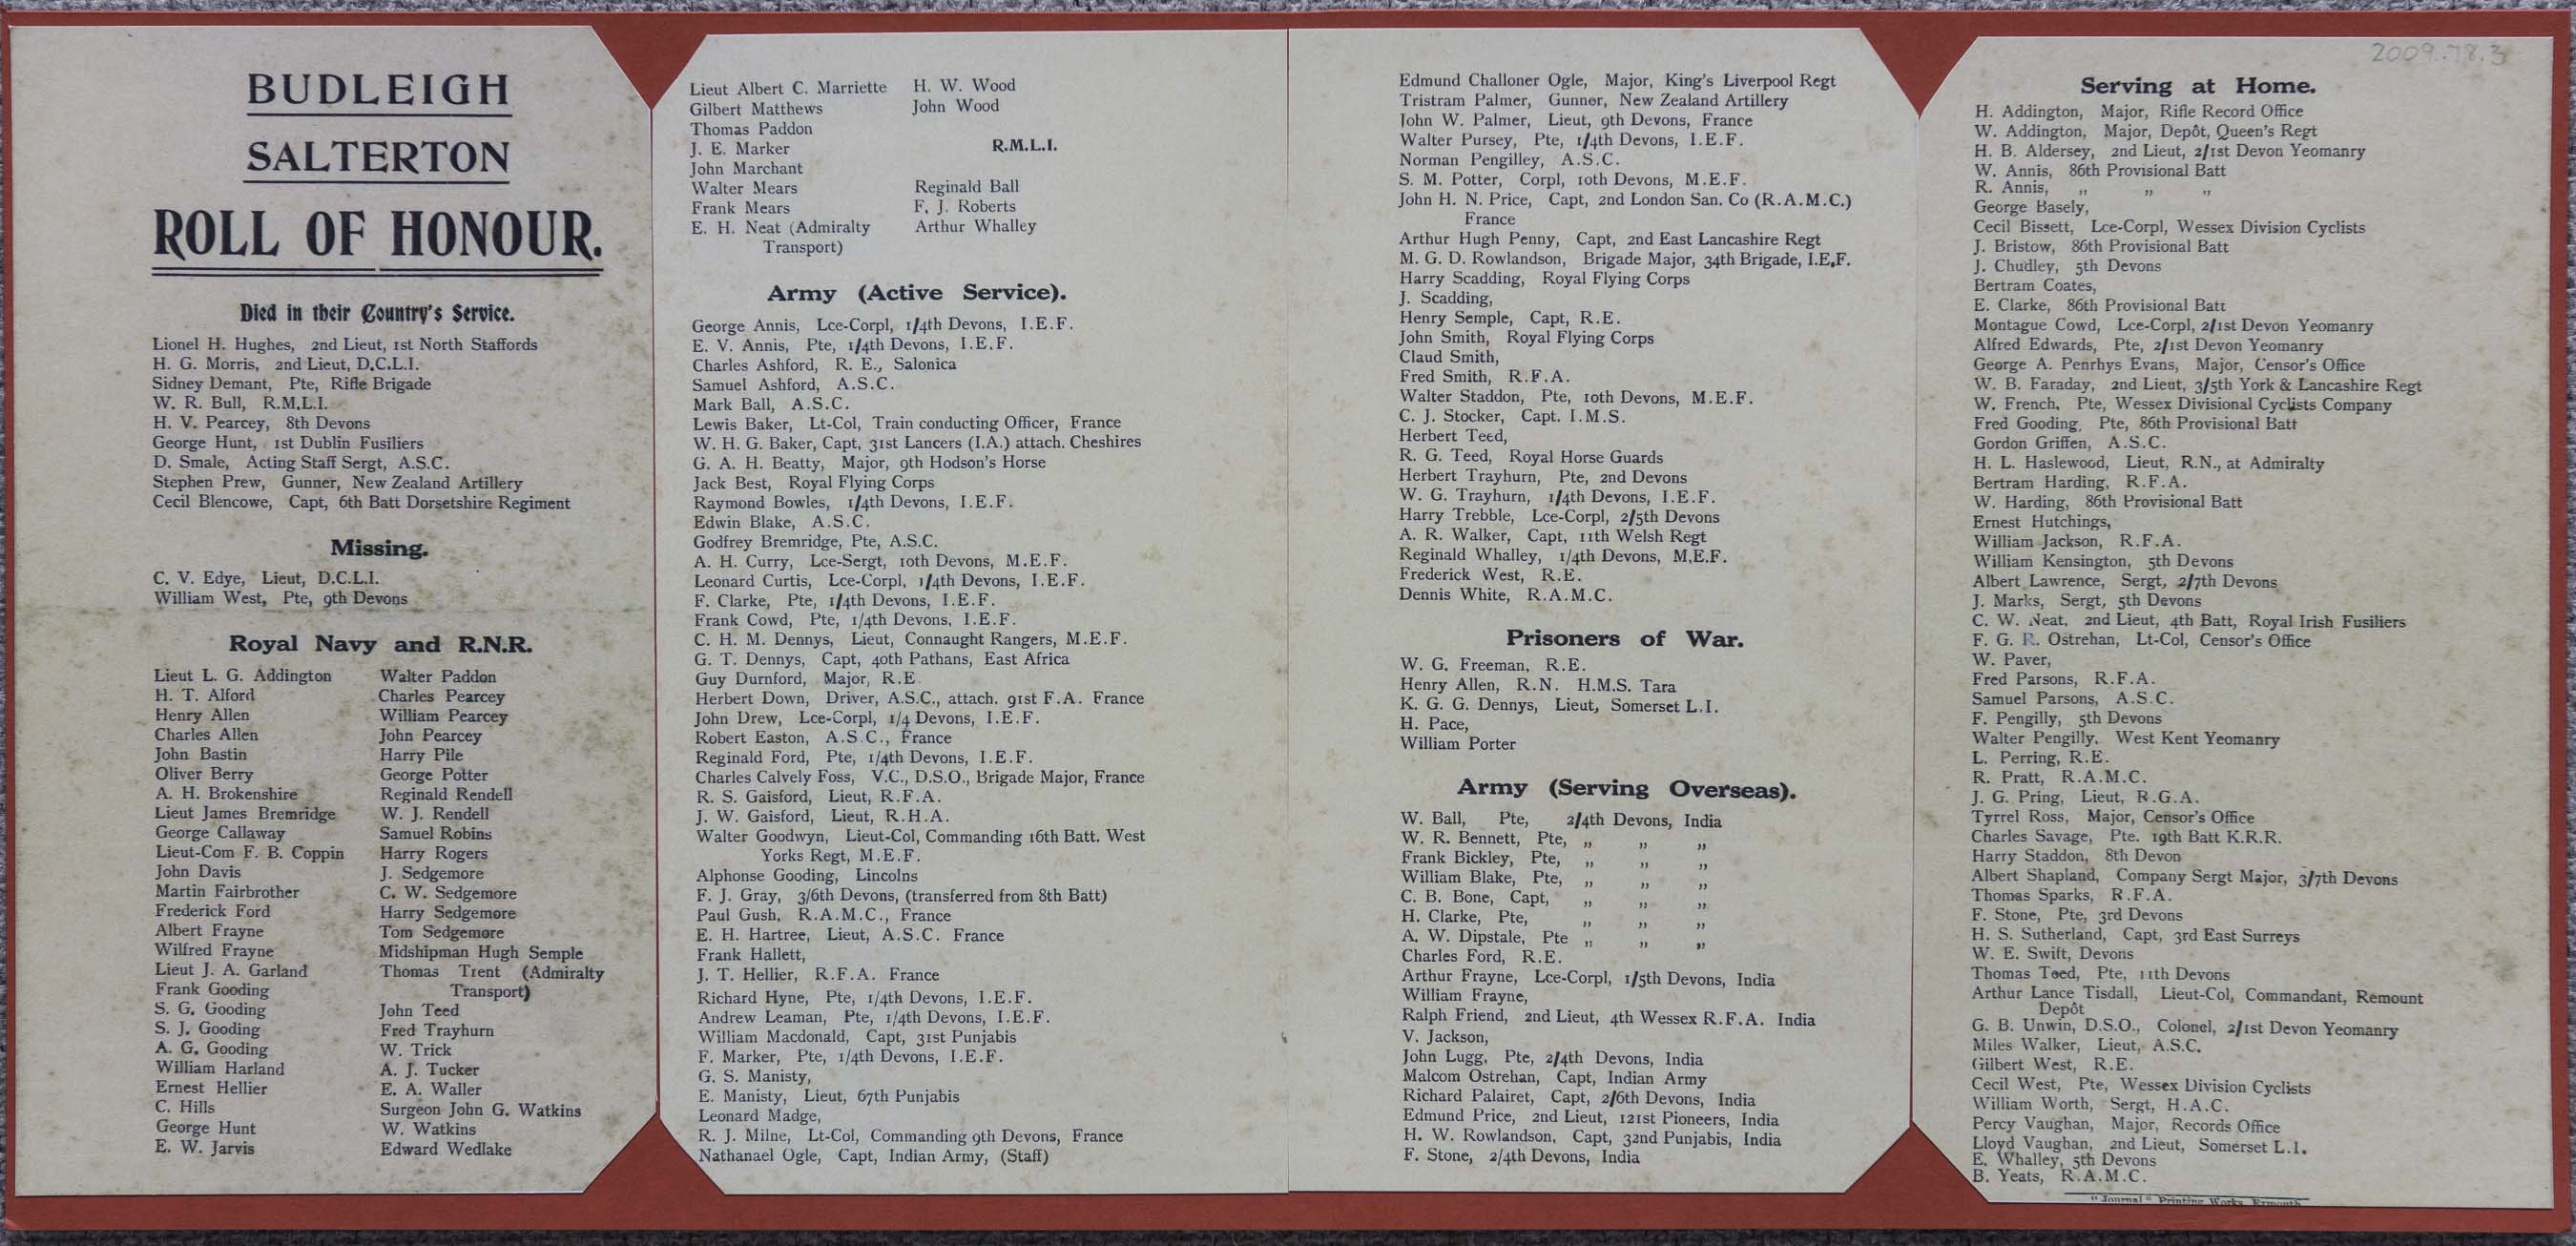 BUDLEIGH
SALTERTON
ROLL OF HONOUR.
Died in their Country's Service.
Lionel H. Hughes, 2nd Lieut, 1st North Staffords
H. G. Morris, 2nd Lieut, D.C.L.I.
Sidney Demant, Pte, Rifle Brigade
W. R. Bull, R.M.L.I.
H. V. Pearcey, 8th Devons
George Hunt, 1st Dublin Fusiliers
D. Smale, Acting Staff Sergt, A.S.C.
Stephen Prew, Gunner, New Zealand Artillery
Cecil Blencowe, Capt, 6th Batt Dorsetshire Regiment
Missing.
C. V. Edye, Lieut, D.C.L.I.
William West, Pte, 9th Devons
Royal Navy and R.N.R.
Lieut L. G. Addington
H. T. Alford
Henry Allen
Charles Allen
John Bastin
Oliver Berry
A. H. Brokenshire
Lieut James Bremridge
George Callaway
Lieut-Com F. B. Coppin
John Davis
Martin Fairbrother
Frederick Ford
Albert Frayne
Wilfred Frayne
Lieut J. A. Garland
Frank Gooding
S. G. Gooding
S. J. Gooding
A. G. Gooding
William Harland
Ernest Hellier
C. Hills
George Hunt
E. W. Jarvis
Walter Paddon
Charles Pearcey
William Pearcey
John Pearcey
Harry Pile
George Potter
Reginald Rendell
W. J. Rendell
Samuel Robins
Harry Rogers
J. Sedgemore
C. W. Sedgemore
Harry Sedgemore
Tom Sedgemore
Midshipman Hugh Semple
Thomas Trent (Admiralty
Transport)
John Teed
Fred Trayhurn
W. Trick
A. J. Tucker
E. A. Waller
Surgeon John G. Watkins
W. Watkins
Edward Wedlake
Lieut Albert C. Marriette
Gilbert Matthews
Thomas Paddon
J. E. Marker
John Marchant
Walter Mears
Frank Mears
E. H. Neat (Admiralty
Transport)
H. W. Wood
John Wood
R.M.L.I.
Reginald Ball
F. J. Roberts
Arthur Whalley
Army (Active Service).
George Annis, Lce-Corpl, 1/4th Devons, I.E.F.
E. V. Annis, Pte, 1/4th Devons, I.E.F.
Charles Ashford, R. E., Salonica
Samuel Ashford, A.S.C.
Mark Ball, A.S.C.
Lewis Baker, Lt-Col, Train conducting Officer, France
W. H. G. Baker, Capt, 31st Lancers (I.A.) attach. Cheshires
G. A. H. Beatty, Major, 9th Hodson's Horse
Jack Best, Royal Flying Corps
Raymond Bowles, 1/4th Devons, I.E.F.
Edwin Blake, A.S.C.
Godfrey Bremridge, Pte, A.S.C.
A. H. Curry, Lce-Sergt, 10th Devons, M.E.F.
Leonard Curtis, Lce-Corpl, 1/4th Devons, I.E.F.
F. Clarke, Pte, 1/4th Devons, I.E.F.
Frank Cowd, Pte, 1/4th Devons, I.E.F.
C. H. M. Dennys, Lieut, Connaught Rangers, M.E.F.
G. T. Dennys, Capt, 40th Pathans, East Africa
Guy Durnford, Major, R.E
Herbert Down, Driver, A.S.C., attach. 91st F.A. France
John Drew, Lce-Corpl, 1/4 Devons, I.E.F.
Robert Easton, A.S.C., France
Reginald Ford, Pte, 1/4th Devons, I.E.F.
Charles Calvely Foss, V.C., D.S.O., Brigade Major, France
R. S. Gaisford, Lieut, R.F.A.
J. W. Gaisford, Lieut, R.H.A.
Walter Goodwyn, Lieut-Col, Commanding 16th Batt. West
Yorks Regt, M.E.F.
Alphonse Gooding, Lincolns
F. J. Gray, 3/6th Devons, (transferred from 8th Batt)
Paul Gush, R.A.M.C., France
E. H. Hartree, Lieut, A.S.C. France
Frank Hallett,
J. T. Hellier, R.F.A. France
Richard Hyne, Pte, 1/4th Devons, I.E.F.
Andrew Leaman, Pte, 1/4th Devons, I.E.F.
William Macdonald, Capt, 31st Punjabis
F. Marker, Pte, 1/4th Devons, I.E.F.
G. S. Manisty,
E. Manisty, Lieut, 67th Punjabis
Leonard Madge,
R. J. Milne, Lt-Col, Commanding 9th Devons, France
Nathanael Ogle, Capt, Indian Army, (Staff)
Edmund Challoner Ogle, Major, King's Liverpool Regt
Tristram Palmer, Gunner, New Zealand Artillery
John W. Palmer, Lieut, 9th Devons, France
Walter Pursey, Pte, 1/4th Devons, I.E.F.
Norman Pengilley, A.S.C.
S. M. Potter, Corpl, 10th Devons, M.E.F.
John H. N. Price, Capt, 2nd London San. Co (R.A.M.C.)
France
Arthur Hugh Penny, Capt, 2nd East Lancashire Regt
M. G. D. Rowlandson, Brigade Major, 34th Brigade, I.E.F.
Harry Scadding, Royal Flying Corps
J. Scadding,
Henry Semple, Capt, R.E.
John Smith, Royal Flying Corps
Claud Smith,
Fred Smith, R.F.A.
Walter Staddon, Pte, 10th Devons, M.E.F.
C. J. Stocker, Capt. I.M.S.
Herbert Teed,
R. G. Teed, Royal Horse Guards
Herbert Trayhurn, Pte, 2nd Devons
W. G. Trayhurn, 1/4th Devons, I.E.F.
Harry Trebble, Lce-Corpl, 2/5th Devons
A. R. Walker, Capt, 11th Welsh Regt
Reginald Whalley, 1/4th Devons, M.E.F.
Frederick West, R.E.
Dennis White, R.A.M.C.
Prisoners of War.
W. G. Freeman, R.E.
Henry Allen, R.N. H.M.S. Tara
K. G. G. Dennys, Lieut, Somerset L.I.
H. Pace,
William Porter
Army (Serving Overseas).
W. Ball, Pte, 2/4th Devons, India
W. R. Bennett, Pte, „ „ „
Frank Bickley, Pte, „ „ „
William Blake, Pte, „ „ „
C. B. Bone, Capt, „ „ „
H. Clarke, Pte, „ „ „
A. W. Dipstale, Pte „ „ „
Charles Ford, R.E.
Arthur Frayne, Lce-Corpl, 1/5th Devons, India
William Frayne,
Ralph Friend, 2nd Lieut, 4th Wessex R.F.A. India
V. Jackson,
John Lugg, Pte, 2/4th Devons, India
Malcom Ostrehan, Capt, Indian Army
Richard Palairet, Capt, 2/6th Devons, India
Edmund Price, 2nd Lieut, 121st Pioneers, India
H. W. Rowlandson, Capt, 32nd Punjabis, India
F. Stone, 2/4th Devons, India
2009.78.3
Serving at Home.
H. Addington, Major, Rifle Record Office
W. Addington, Major, Depôt, Queen's Regt
H. B. Aldersey, 2nd Lieut, 2/1st Devon Yeomanry
W. Annis, 86th Provisional Batt
R. Annis, „ „ „
George Basely,
Cecil Bissett, Lce-Corpl, Wessex Division Cyclists
J. Bristow, 86th Provisional Batt
J. Chudley, 5th Devons
Bertram Coates,
E. Clarke, 86th Provisional Batt
Montague Cowd, Lce-Corpl, 2/1st Devon Yeomanry
Alfred Edwards, Pte, 2/1st Devon Yeomanry
George A. Penrhys Evans, Major, Censor's Office
W. B. Faraday, 2nd Lieut, 3/5th York & Lancashire Regt
W. French, Pte, Wessex Divisional Cyclists Company
Fred Gooding, Pte, 86th Provisional Batt
Gordon Griffen, A.S.C.
H. L. Haslewood, Lieut, R.N., at Admiralty
Bertram Harding, R.F.A.
W. Harding, 86th Provisional Batt
Ernest Hutchings,
William Jackson, R.F.A.
William Kensington, 5th Devons
Albert Lawrence, Sergt, 2/7th Devons
J. Marks, Sergt, 5th Devons
C. W. Neat, 2nd Lieut, 4th Batt, Royal Irish Fusiliers
F. G. R. Ostrehan, Lt-Col, Censor's Office
W. Paver,
Fred Parsons, R.F.A.
Samuel Parsons, A.S.C.
F. Pengilly, 5th Devons
Walter Pengilly, West Kent Yeomanry
L. Perring, R.E.
R. Pratt, R.A.M.C.
J. G. Pring, Lieut, R.G.A.
Tyrrel Ross, Major, Censor's Office
Charles Savage, Pte. 19th Batt K.R.R.
Harry Staddon, 8th Devon
Albert Shapland, Company Sergt Major, 3/7th Devons
Thomas Sparks, R.F.A.
F. Stone, Pte, 3rd Devons
H. S. Sutherland, Capt, 3rd East Surreys
W. E. Swift, Devons
Thomas Teed, Pte, 11th Devons
Arthur Lance Tisdall, Lieut-Col, Commandant, Remount
Depôt
G. B. Unwin, D.S.O., Colonel, 2/1st Devon Yeomanry
Miles Walker, Lieut, A.S.C.
Gilbert West, R.E.
Cecil West, Pte, Wessex Division Cyclists
William Worth, Sergt, H.A.C.
Percy Vaughan, Major, Records Office
Lloyd Vaughan, 2nd Lieut, Somerset L.I.
E. Whalley, 5th Devons
B. Yeats, R.A.M.C.
"Journal" Printing Works, Exmouth